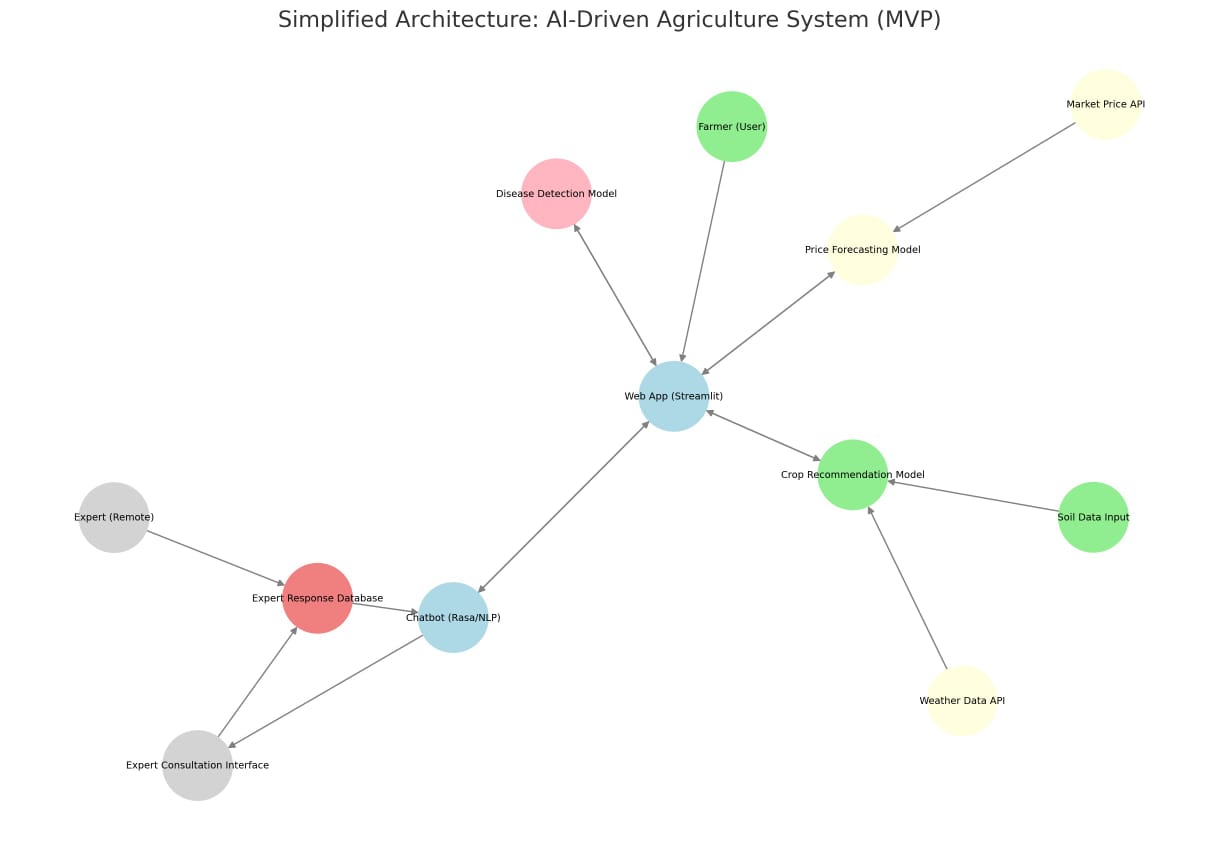 Simplified Architecture: AI-Driven Agriculture System (MVP)
Market Price API
Farmer (User)
Disease Detection Model
Price Forecasting Model
Web App (Streamlit)
Crop Recommendation Model
Expert (Remote)
Soil Data Input
Expert Response Database
Chatbot (Rasa/NLP)
Weather Data API
Expert Consultation Interface